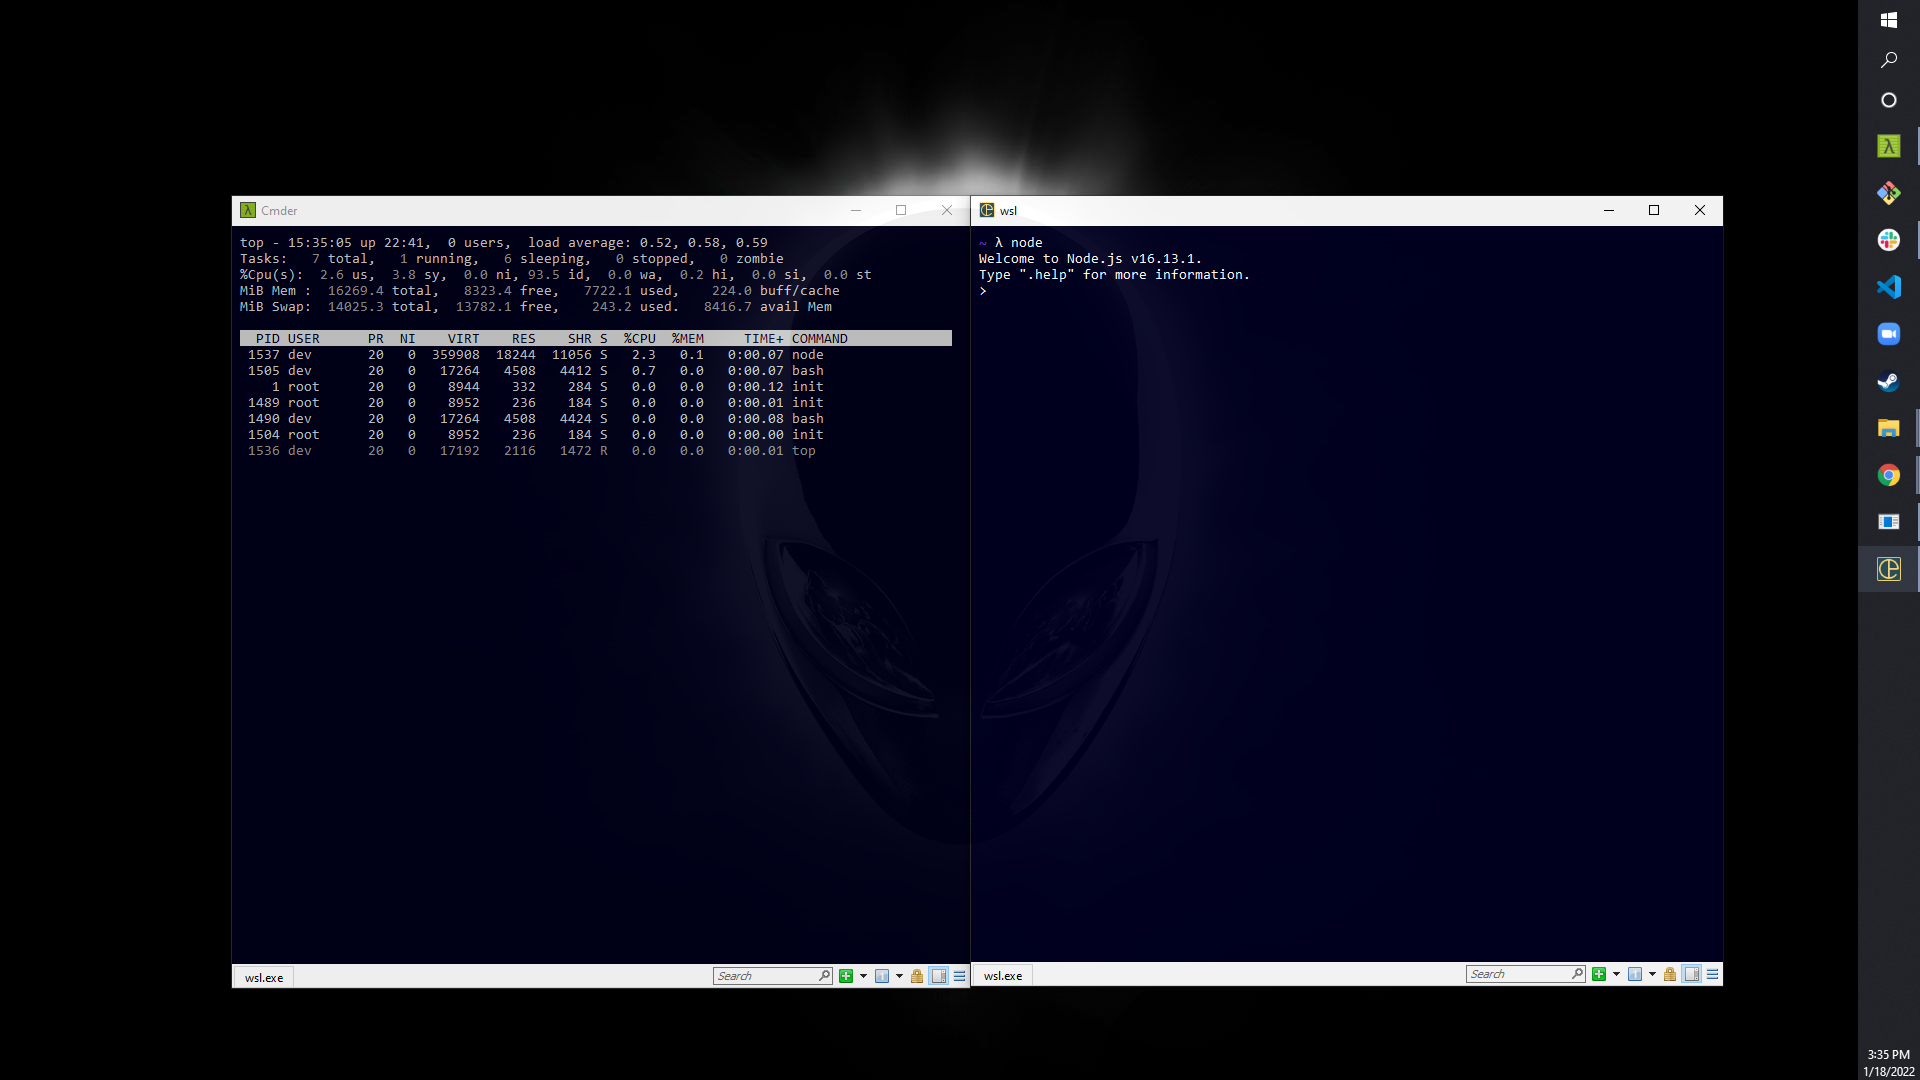 Cmder
top - 15:35:05 up 22:41,  0 users,  load average: 0.52, 0.58, 0.59
Tasks:   7 total,   1 running,   6 sleeping,   0 stopped,   0 zombie
%Cpu(s):  2.6 us,  3.8 sy,  0.0 ni, 93.5 id,  0.0 wa,  0.2 hi,  0.0 si,  0.0 st
MiB Mem :  16269.4 total,   8323.4 free,   7722.1 used,    224.0 buff/cache
MiB Swap:  14025.3 total,  13782.1 free,    243.2 used.   8416.7 avail Mem
PID USER      PR  NI    VIRT    RES    SHR S  %CPU  %MEM     TIME+ COMMAND
1537 dev       20   0  359908  18244  11056 S   2.3   0.1   0:00.07 node
1505 dev       20   0   17264   4508   4412 S   0.7   0.0   0:00.07 bash
1 root      20   0    8944    332    284 S   0.0   0.0   0:00.12 init
1489 root      20   0    8952    236    184 S   0.0   0.0   0:00.01 init
1490 dev       20   0   17264   4508   4424 S   0.0   0.0   0:00.08 bash
1504 root      20   0    8952    236    184 S   0.0   0.0   0:00.00 init
1536 dev       20   0   17192   2116   1472 R   0.0   0.0   0:00.01 top
wsl.exe
Search
wsl
~ λ node
Welcome to Node.js v16.13.1.
Type ".help" for more information.
>
wsl.exe
Search
3:35 PM
1/18/2022